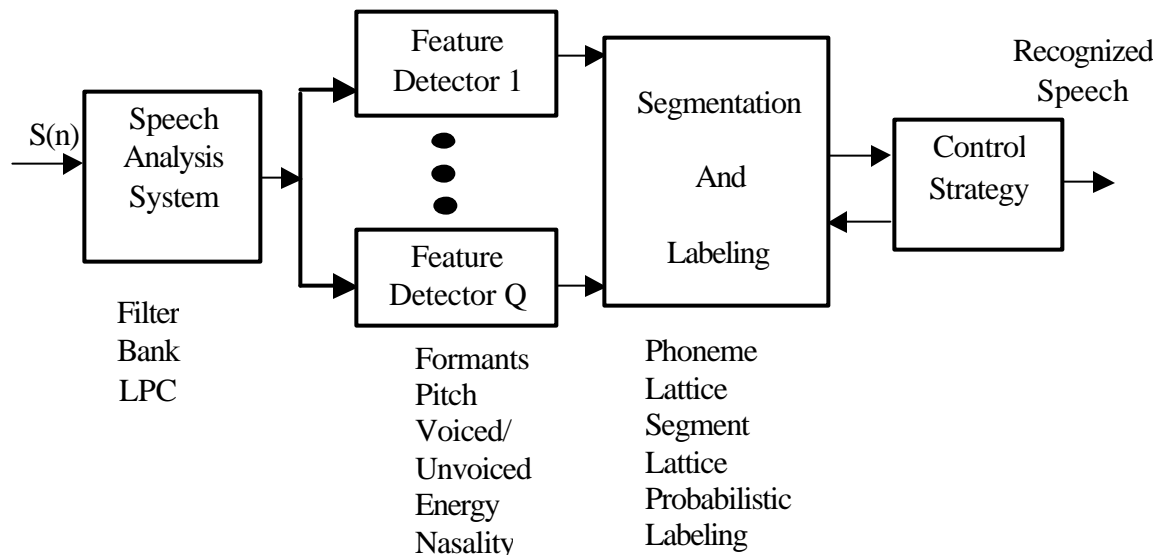 S(n)
Speech
Analysis
System
Filter
Bank
LPC
Feature
Detector 1
Feature
Detector Q
Formants
Pitch
Voiced/
Unvoiced
Energy
Nasality
Segmentation
And
Labeling
Phoneme
Lattice
Segment
Lattice
Probabilistic
Labeling
Control
Strategy
Recognized
Speech